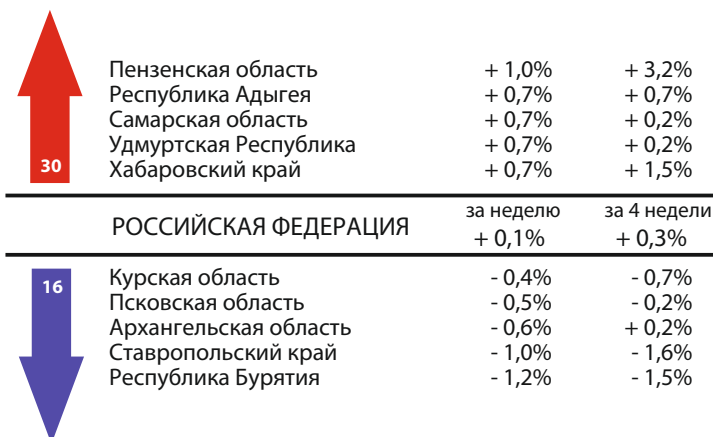 Пензенская область + 1,0% + 3,2%
Республика Адыгея + 0,7% + 0,7%
Самарская область + 0,7% + 0,2%
Удмуртская Республика + 0,7% + 0,2%
30 Хабаровский край + 0,7% + 1,5%
за неделю за 4 недели
РОССИЙСКАЯ ФЕДЕРАЦИЯ + 0,1% + 0,3%
16 Курская область - 0,4% - 0,7%
Псковская область - 0,5% - 0,2%
Архангельская область - 0,6% + 0,2%
Ставропольский край - 1,0% - 1,6%
Республика Бурятия - 1,2% - 1,5%